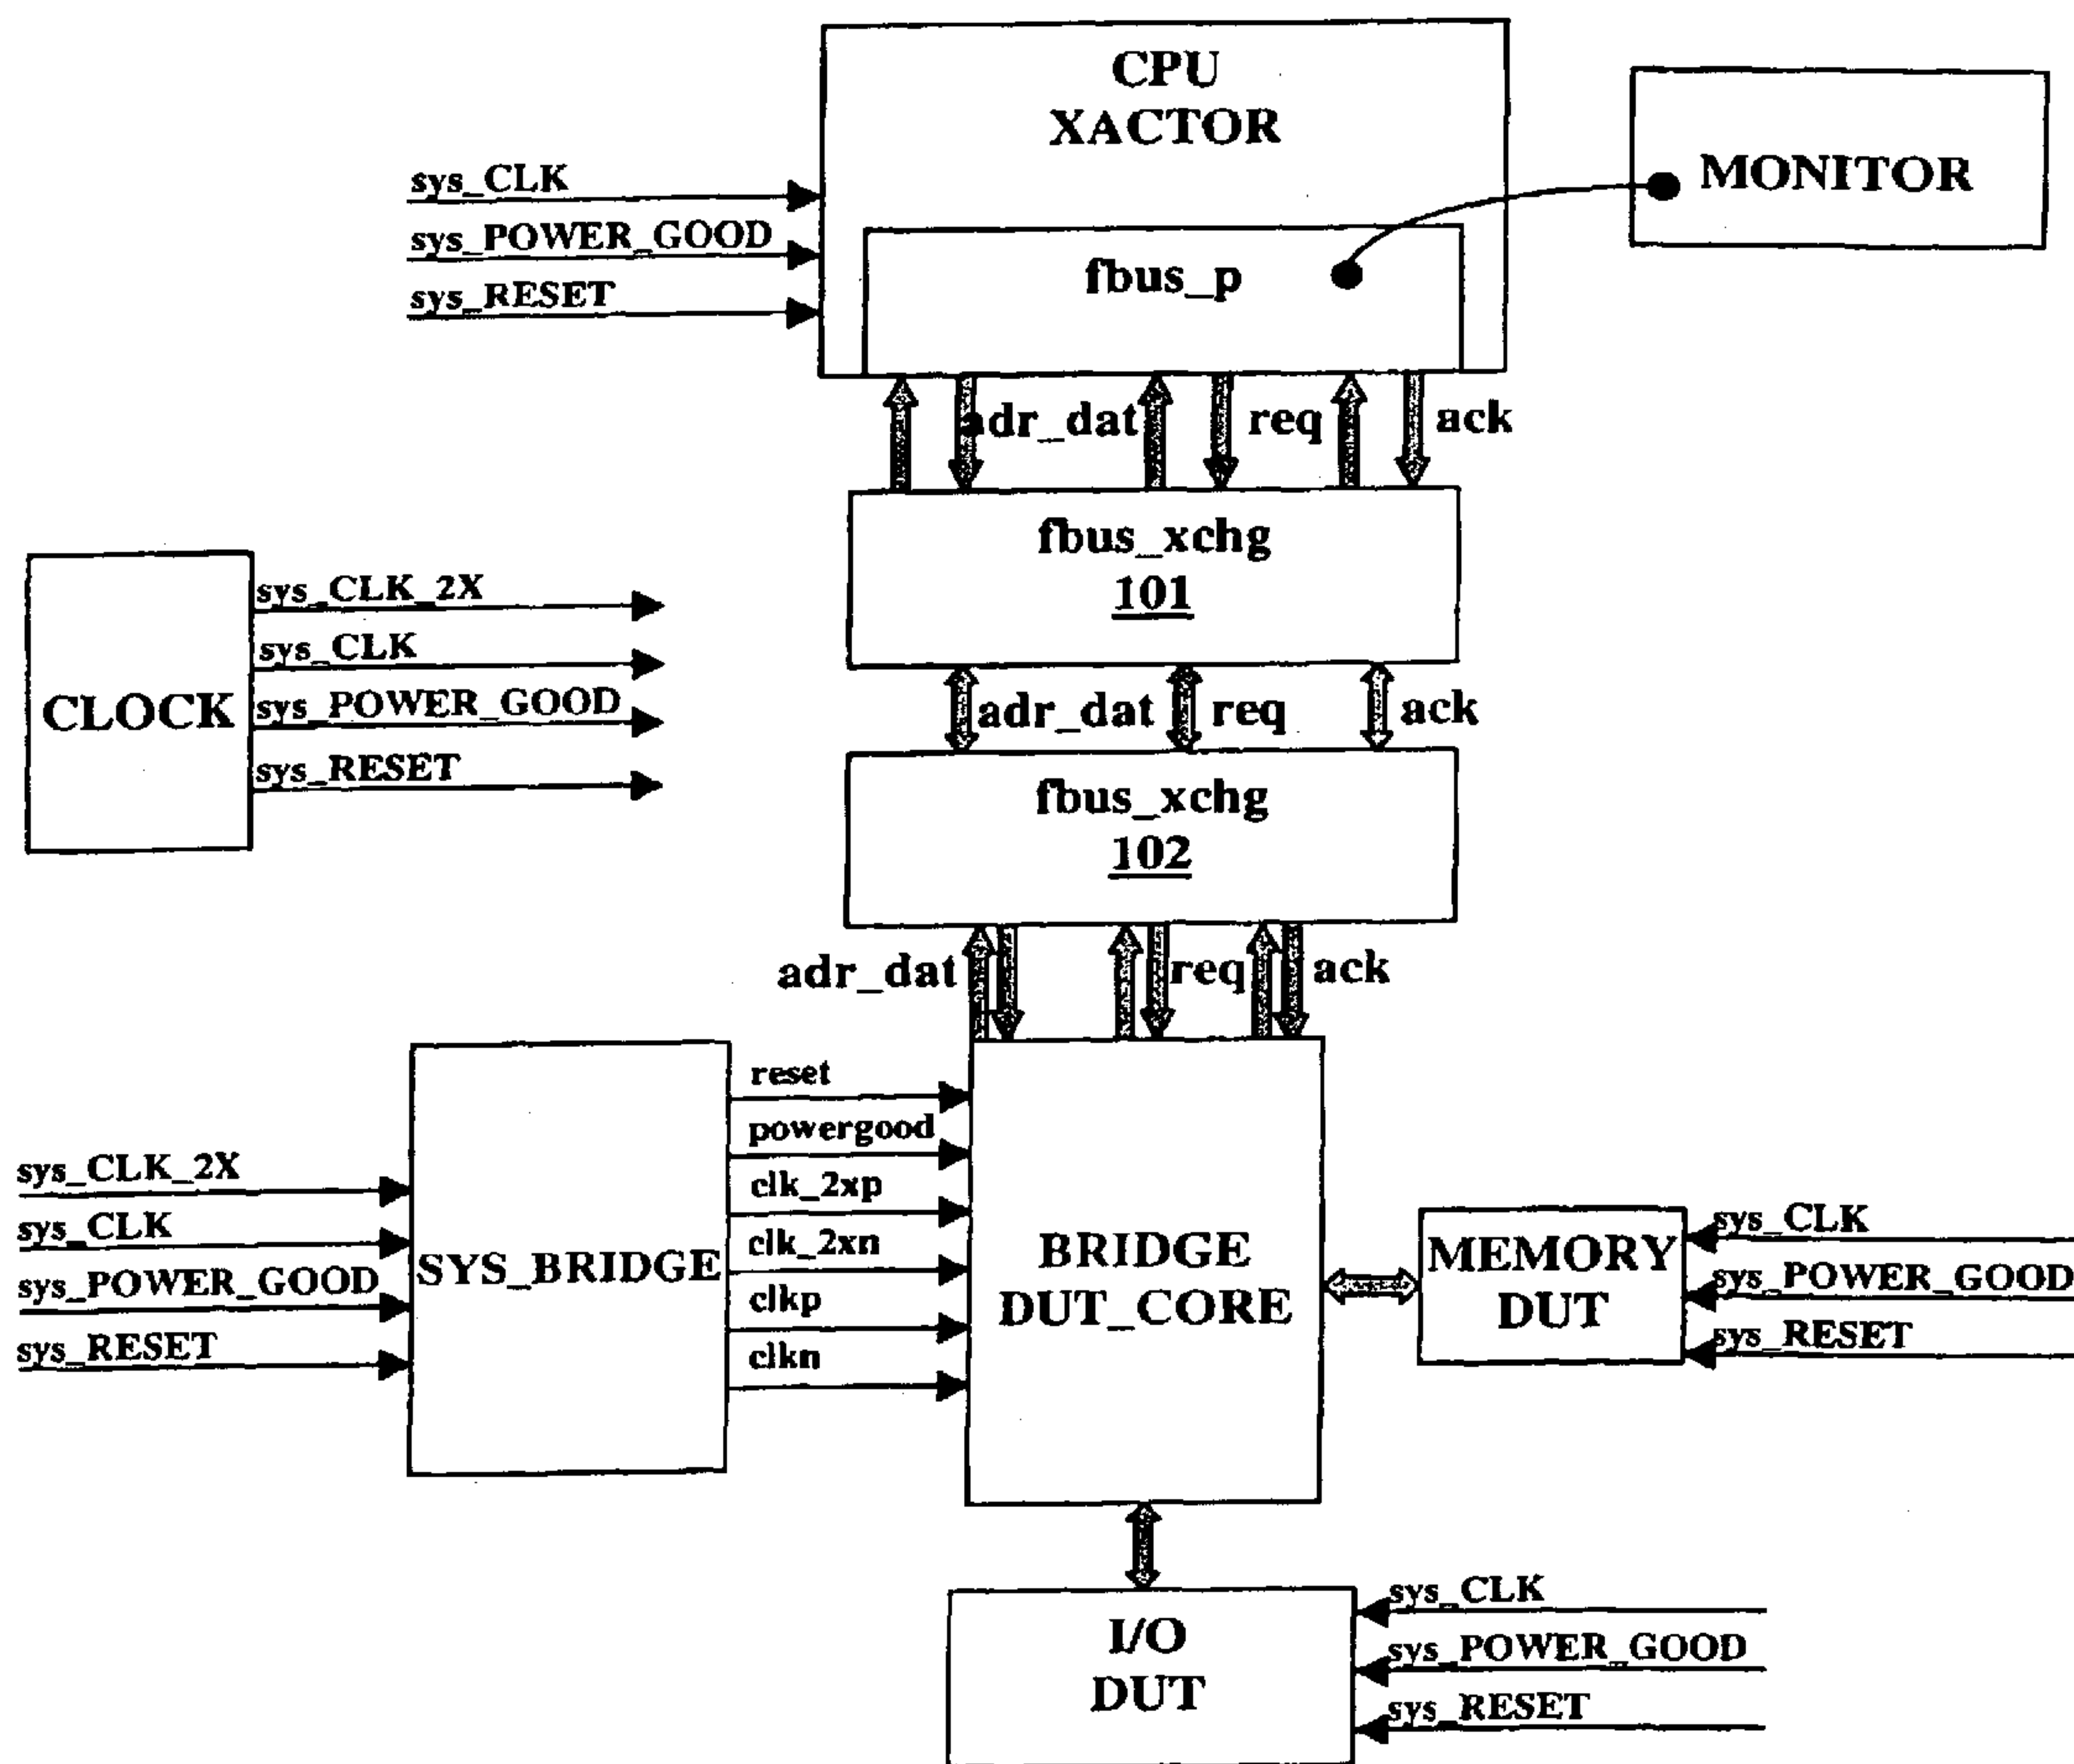 CPU
XACTOR
MONITOR
sys_CLK
sys_POWER_GOOD
sys_RESET
fbus_p
adr_dat
req
ack
fbus_xchg
101
CLOCK
sys_CLK_2X
sys_CLK
sys_POWER_GOOD
sys_RESET
adr_dat
req
ack
fbus_xchg
102
adr_dat
req
ack
SYS_BRIDGE
sys_CLK_2X
sys_CLK
sys_POWER_GOOD
sys_RESET
reset
powergood
clk_2xp
clk_2xn
clkp
clkn
BRIDGE
DUT_CORE
MEMORY
DUT
sys_CLK
sys_POWER_GOOD
sys_RESET
I/O
DUT
sys_CLK
sys_POWER_GOOD
sys_RESET